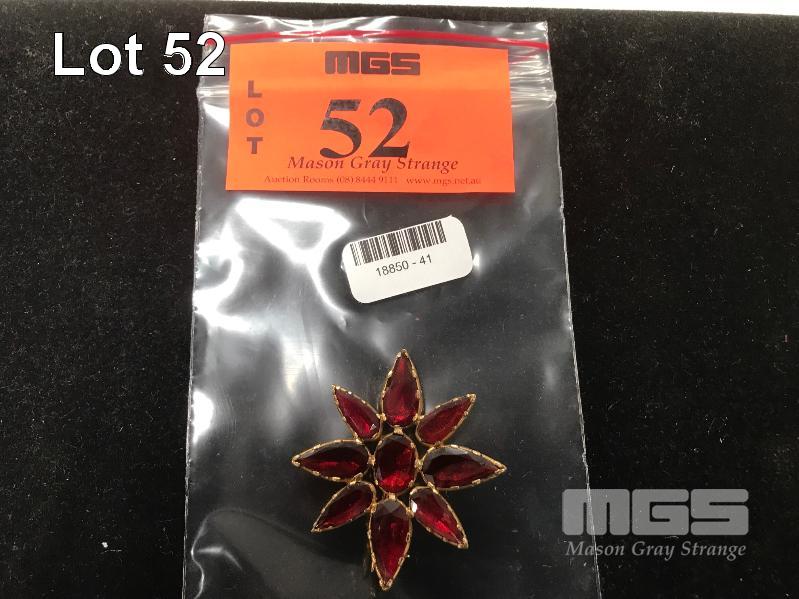 Lot 52
MGS
LOT
52
Mason Gray Strange
Auction Rooms (08) 8444 9111 www.mgs.net.au
18850 - 41
MGS
Mason Gray Strange